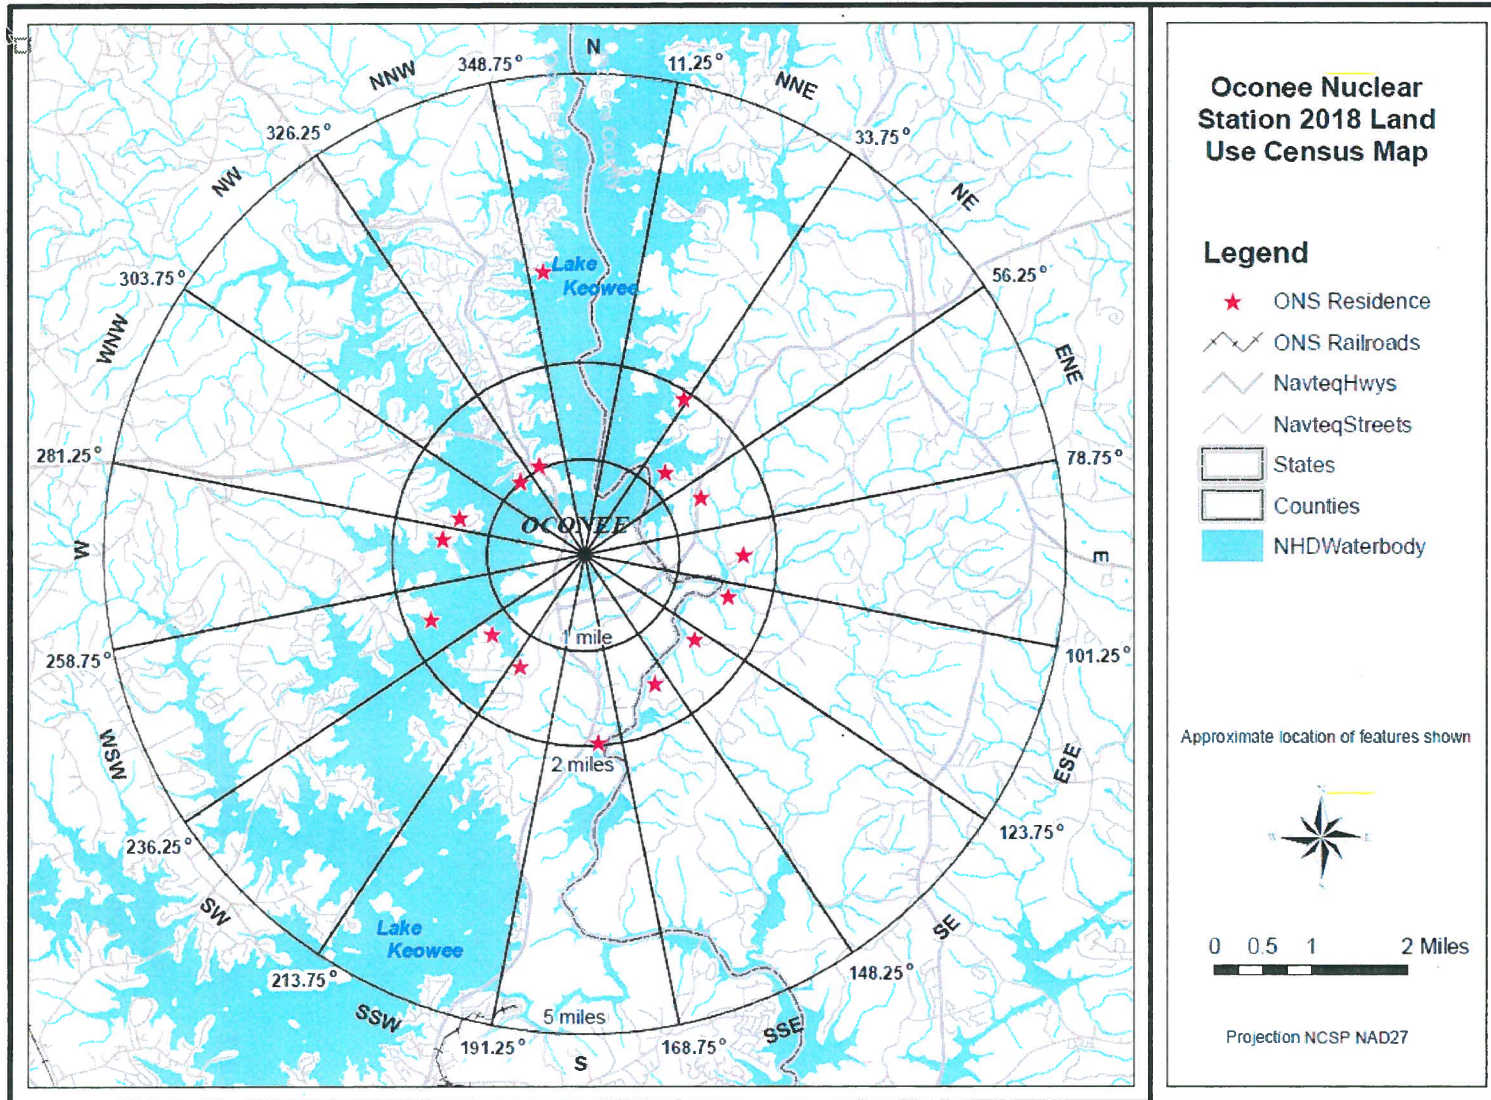 N
348.75°
11.25°
NNW
NNE
326.25°
33.75°
NW
NE
303.75°
56.25°
Lake
Keowee
WNW
ENE
281.25°
78.75°
OCONEE
W
E
1 mile
258.75°
101.25°
2 miles
WSW
ESE
236.25°
123.75°
SW
SE
Lake
Keowee
213.75°
148.25°
SSW
5 miles
SSE
191.25°
168.75°
S
Oconee Nuclear
Station 2018 Land
Use Census Map
Legend
ONS Residence
ONS Railroads
NavteqHwys
NavteqStreets
States
Counties
NHDWaterbody
Approximate location of features shown
0 0.5 1 2 Miles
Projection NCSP NAD27